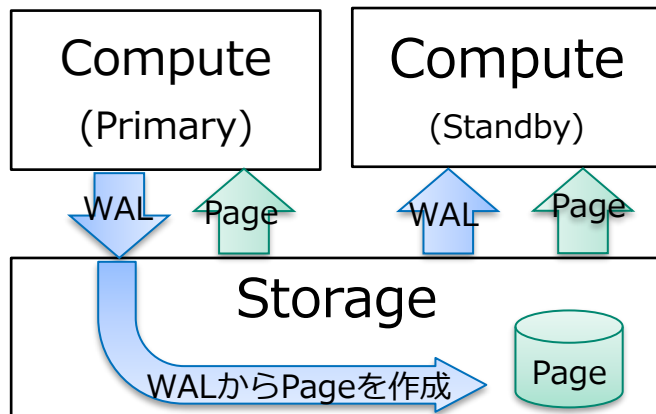 Compute
(Primary)
Compute
(Standby)
WAL
Page
WAL
Page
Storage
WALからPageを作成
Page